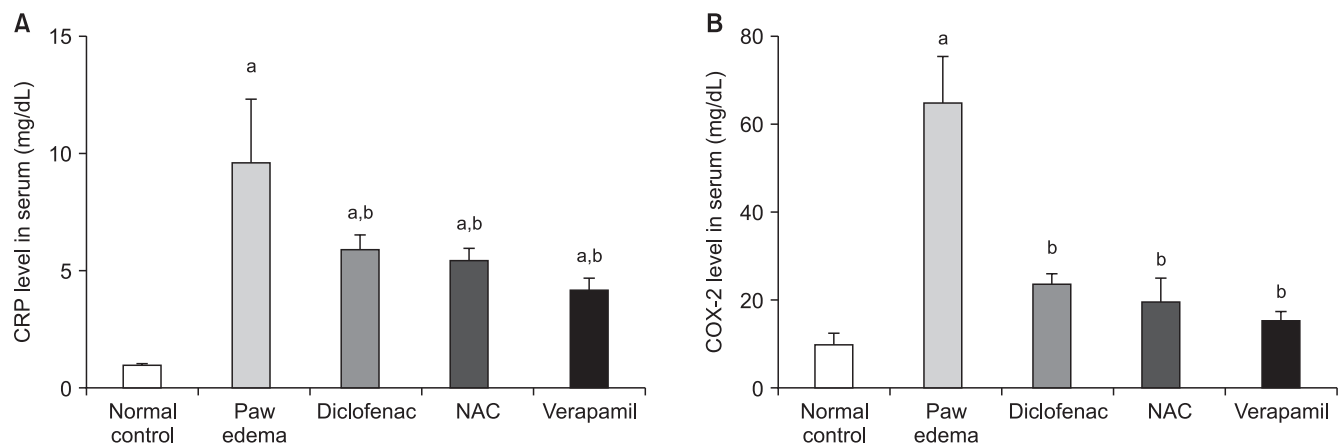 A
CRP level in serum (mg/dL)
15
10
5
0
a
a,b
a,b
a,b
Normal
control
Paw
edema
Diclofenac
NAC
Verapamil
B
COX-2 level in serum (mg/dL)
80
60
40
20
0
a
b
b
b
Normal
control
Paw
edema
Diclofenac
NAC
Verapamil